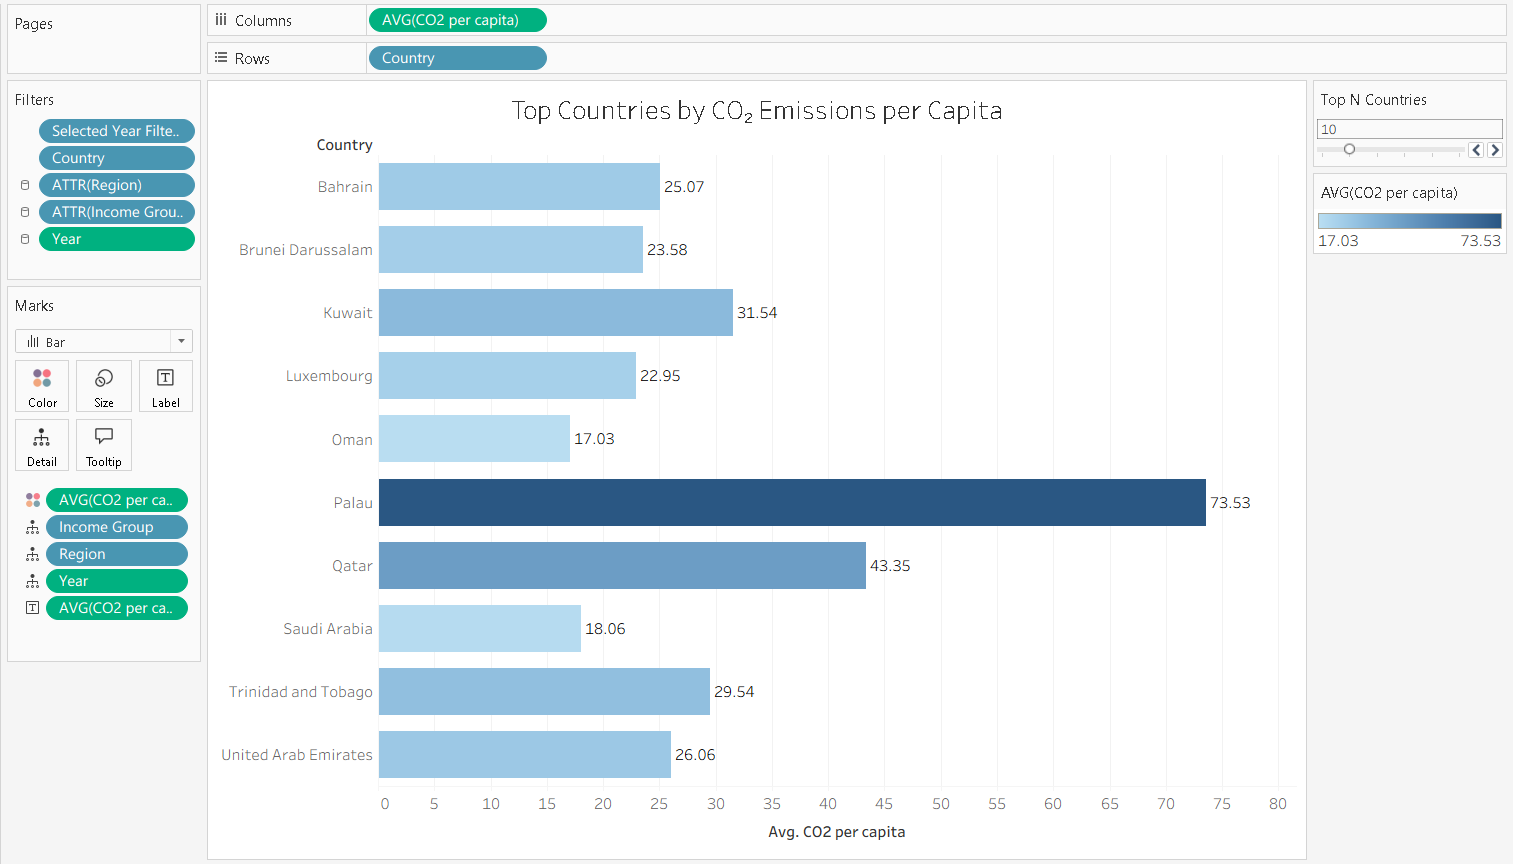 Pages
Columns
AVG(CO2 per capita)
Rows
Country
Filters
Selected Year Filte..
Country
ATTR(Region)
ATTR(Income Grou..
Year
Marks
Bar
Color
Size
Label
Detail
Tooltip
AVG(CO2 per ca..
Income Group
Region
Year
AVG(CO2 per ca..
Top Countries by CO₂ Emissions per Capita
Country
Bahrain 25.07
Brunei Darussalam 23.58
Kuwait 31.54
Luxembourg 22.95
Oman 17.03
Palau 73.53
Qatar 43.35
Saudi Arabia 18.06
Trinidad and Tobago 29.54
United Arab Emirates 26.06
0 5 10 15 20 25 30 35 40 45 50 55 60 65 70 75 80
Avg. CO2 per capita
Top N Countries
10
AVG(CO2 per capita)
17.03 73.53